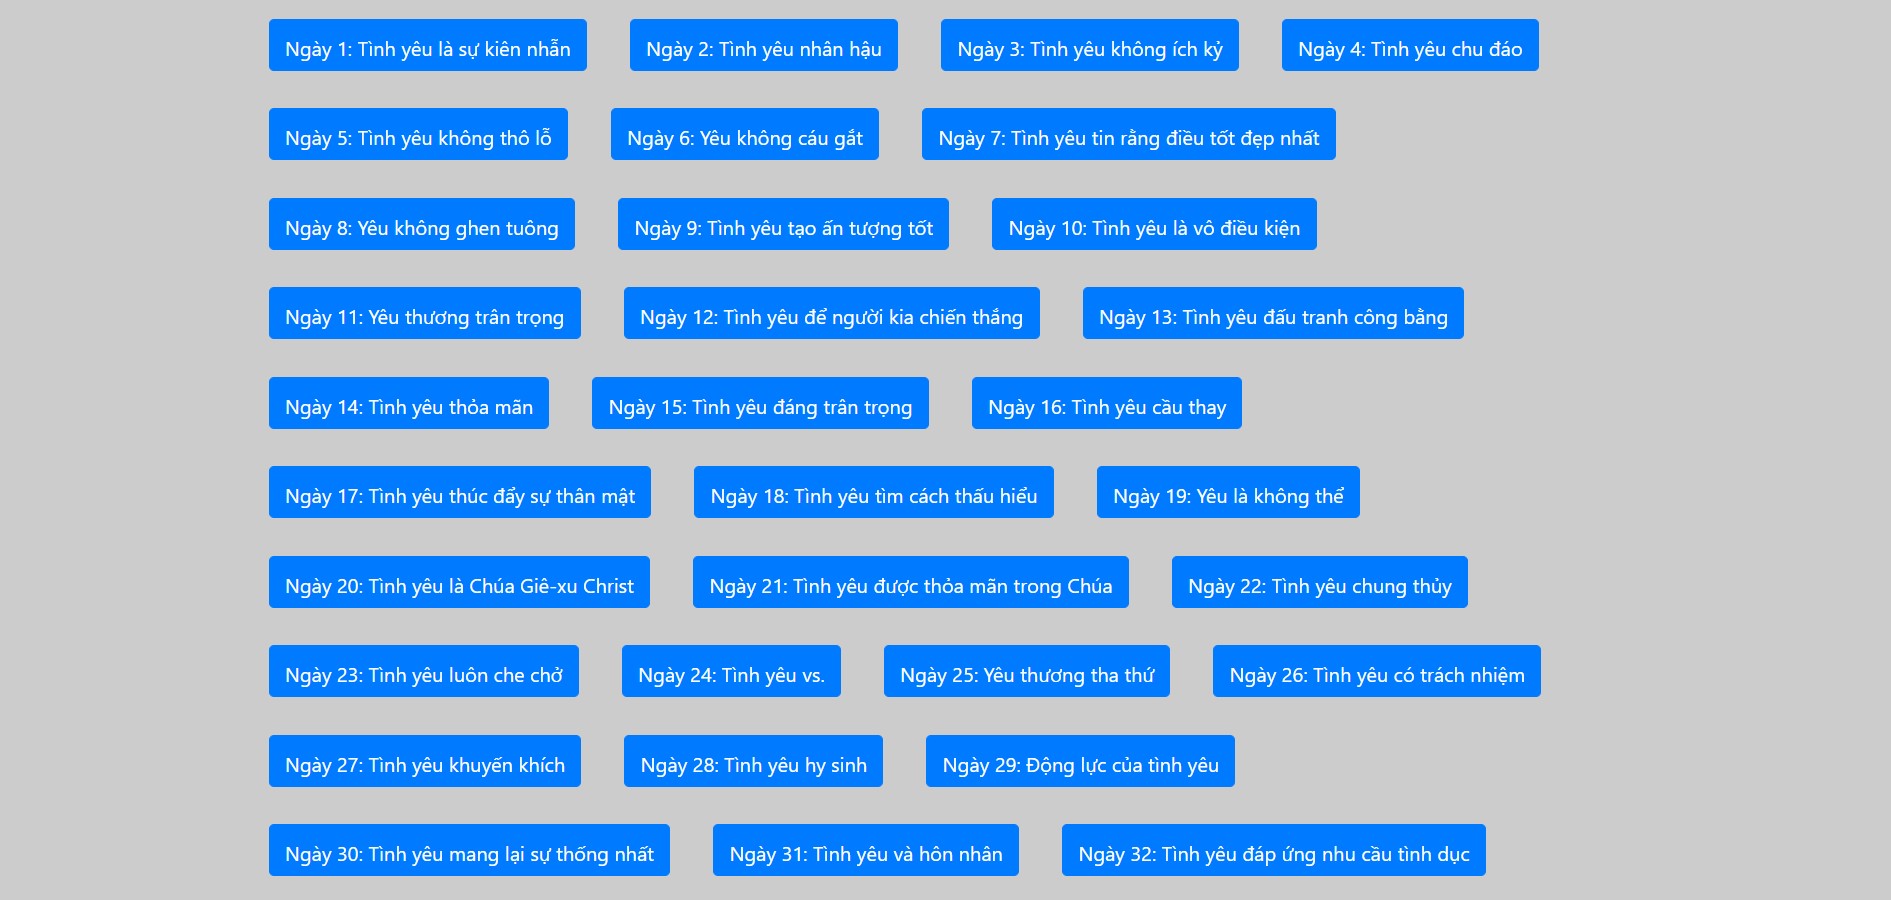 Ngày 1: Tình yêu là sự kiên nhẫn
Ngày 2: Tình yêu nhân hậu
Ngày 3: Tình yêu không ích kỷ
Ngày 4: Tình yêu chu đáo
Ngày 5: Tình yêu không thô lỗ
Ngày 6: Yêu không cáu gắt
Ngày 7: Tình yêu tin rằng điều tốt đẹp nhất
Ngày 8: Yêu không ghen tuông
Ngày 9: Tình yêu tạo ấn tượng tốt
Ngày 10: Tình yêu là vô điều kiện
Ngày 11: Yêu thương trân trọng
Ngày 12: Tình yêu để người kia chiến thắng
Ngày 13: Tình yêu đấu tranh công bằng
Ngày 14: Tình yêu thỏa mãn
Ngày 15: Tình yêu đáng trân trọng
Ngày 16: Tình yêu cầu thay
Ngày 17: Tình yêu thúc đẩy sự thân mật
Ngày 18: Tình yêu tìm cách thấu hiểu
Ngày 19: Yêu là không thể
Ngày 20: Tình yêu là Chúa Giê-xu Christ
Ngày 21: Tình yêu được thỏa mãn trong Chúa
Ngày 22: Tình yêu chung thủy
Ngày 23: Tình yêu luôn che chở
Ngày 24: Tình yêu vs.
Ngày 25: Yêu thương tha thứ
Ngày 26: Tình yêu có trách nhiệm
Ngày 27: Tình yêu khuyến khích
Ngày 28: Tình yêu hy sinh
Ngày 29: Động lực của tình yêu
Ngày 30: Tình yêu mang lại sự thống nhất
Ngày 31: Tình yêu và hôn nhân
Ngày 32: Tình yêu đáp ứng nhu cầu tình dục